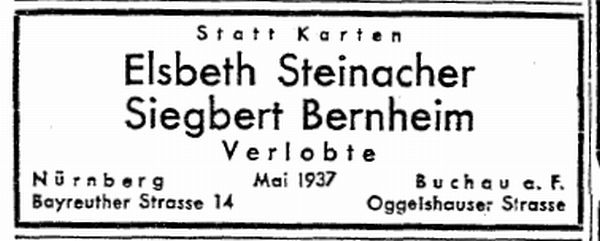 Statt Karten
Elsbeth Steinacher
Siegbert Bernheim
Verlobte
Nürnberg Mai 1937 Buchau a. F.
Bayreuther Strasse 14 Oggelshauser Strasse